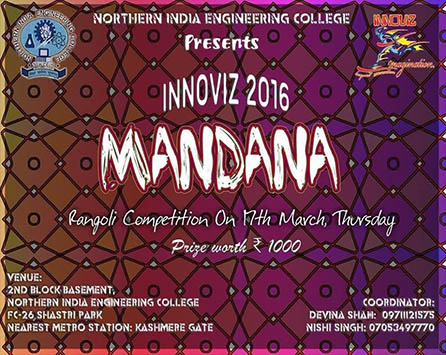 NORTHERN INDIA ENGINEERING COLLEGE
Presents
INNOVIZ
Imagination
INNOVIZ 2016
MANDANA
Rangoli Competition On 17th March, Thursday
Prize worth ₹ 1000
VENUE:
2ND BLOCK BASEMENT,
NORTHERN INDIA ENGINEERING COLLEGE
FC-26,SHASTRI PARK
NEAREST METRO STATION: KASHMERE GATE
COORDINATOR:
DEVINA SHAH: 09711121575
NISHI SINGH: 07053497770